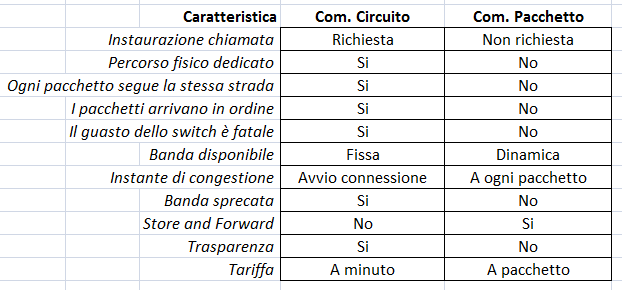 Caratteristica Com. Circuito Com. Pacchetto
Instaurazione chiamata Richiesta Non richiesta
Percorso fisico dedicato Si No
Ogni pacchetto segue la stessa strada Si No
I pacchetti arrivano in ordine Si No
Il guasto dello switch è fatale Si No
Banda disponibile Fissa Dinamica
Instante di congestione Avvio connessione A ogni pacchetto
Banda sprecata Si No
Store and Forward No Si
Trasparenza Si No
Tariffa A minuto A pacchetto